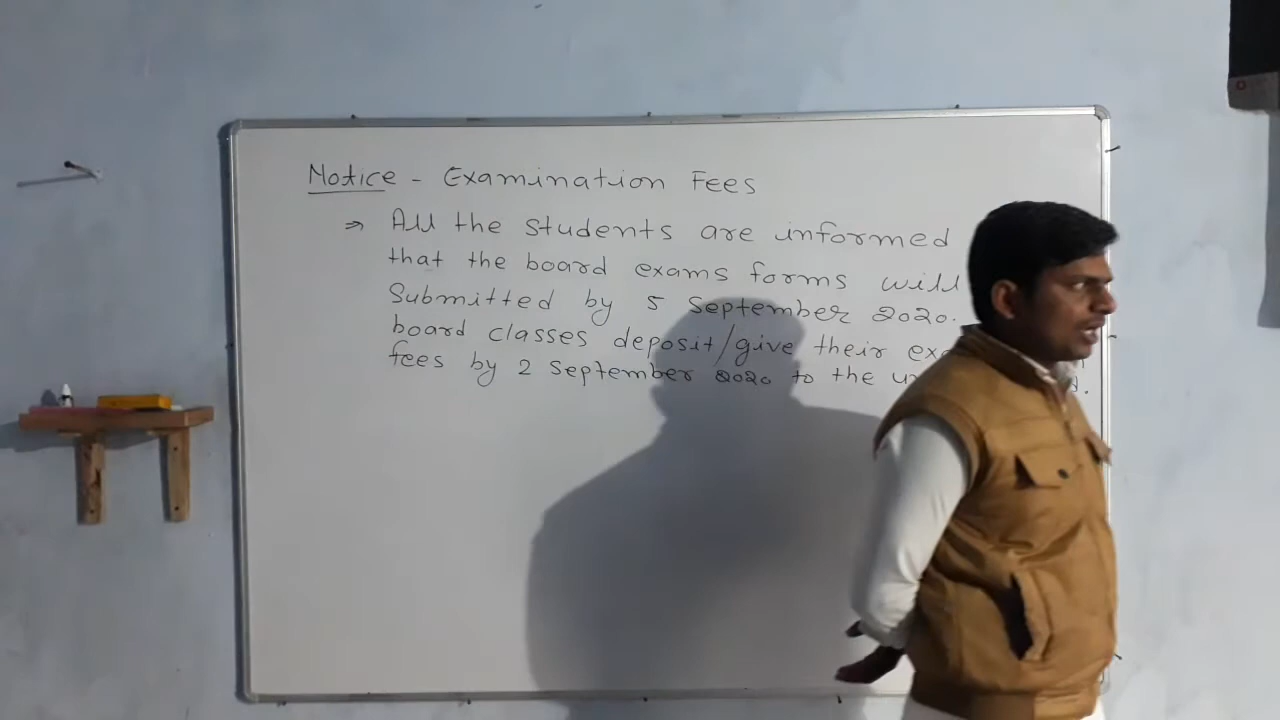 Notice - Examination Fees
⇒ All the students are informed
that the board exams forms will
Submitted by 5 September 2020.
board classes deposit/give their
fees by 2 September 2020 to the